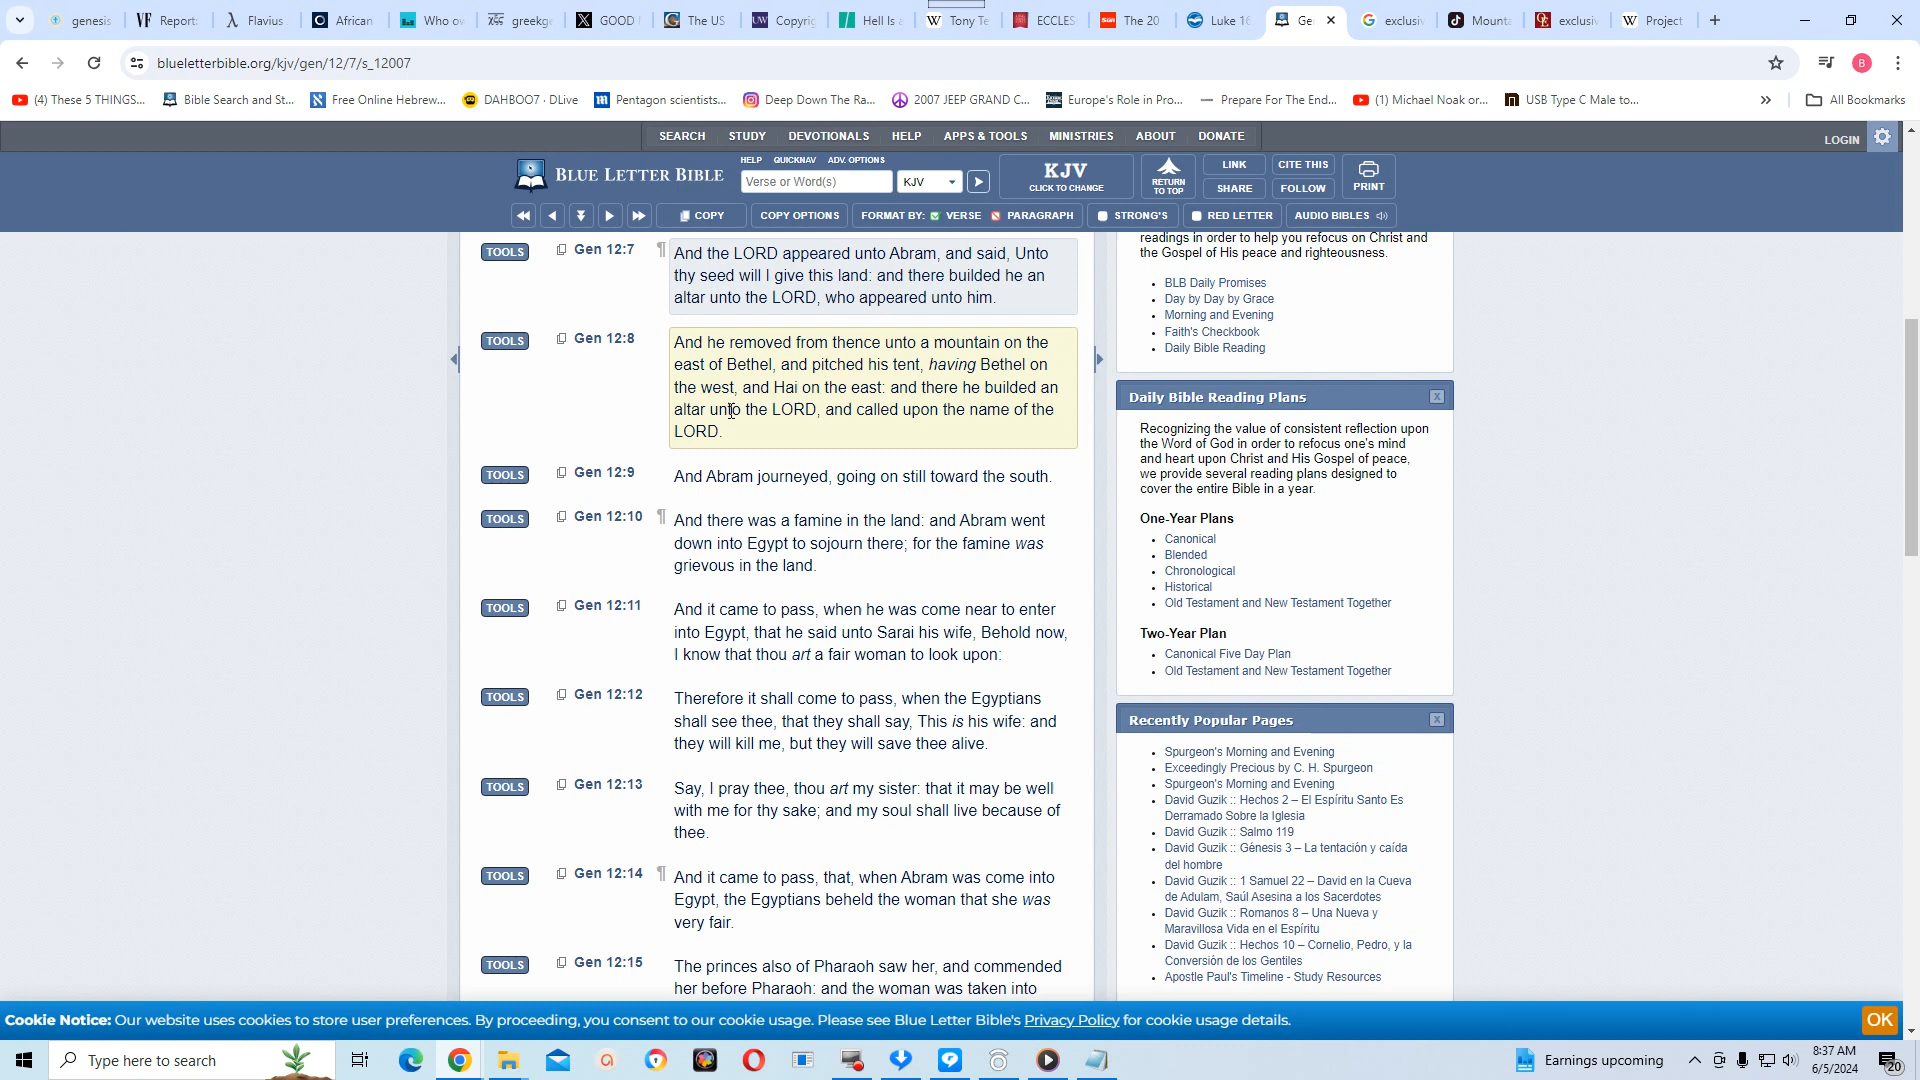 genesis
Report:
Flavius
African
Who ov
greekge
GOOD
The US
Copyrig
Hell Is a
Tony Te
ECCLES
The 20
Luke 16
Ge
exclusiv
Mounta
exclusiv
Project
blueletterbible.org/kjv/gen/12/7/s_12007
(4) These 5 THINGS...
Bible Search and St...
Free Online Hebrew...
DAHBOO7 · DLive
Pentagon scientists...
Deep Down The Ra...
2007 JEEP GRAND C...
Europe's Role in Pro...
Prepare For The End...
(1) Michael Noak or...
USB Type C Male to...
All Bookmarks
SEARCH STUDY DEVOTIONALS HELP APPS & TOOLS MINISTRIES ABOUT DONATE
LOGIN
BLUE LETTER BIBLE
HELP QUICKNAV ADV. OPTIONS
Verse or Word(s)
KJV
KJV
CLICK TO CHANGE
RETURN
TO TOP
LINK
CITE THIS
SHARE
FOLLOW
PRINT
COPY
COPY OPTIONS
FORMAT BY: VERSE PARAGRAPH
STRONG'S
RED LETTER
AUDIO BIBLES
TOOLS
Gen 12:7
¶ And the LORD appeared unto Abram, and said, Unto
thy seed will I give this land: and there builded he an
altar unto the LORD, who appeared unto him.
TOOLS
Gen 12:8
And he removed from thence unto a mountain on the
east of Bethel, and pitched his tent, having Bethel on
the west, and Hai on the east: and there he builded an
altar unto the LORD, and called upon the name of the
LORD.
TOOLS
Gen 12:9
And Abram journeyed, going on still toward the south.
TOOLS
Gen 12:10
¶ And there was a famine in the land: and Abram went
down into Egypt to sojourn there; for the famine was
grievous in the land.
TOOLS
Gen 12:11
And it came to pass, when he was come near to enter
into Egypt, that he said unto Sarai his wife, Behold now,
I know that thou art a fair woman to look upon:
TOOLS
Gen 12:12
Therefore it shall come to pass, when the Egyptians
shall see thee, that they shall say, This is his wife: and
they will kill me, but they will save thee alive.
TOOLS
Gen 12:13
Say, I pray thee, thou art my sister: that it may be well
with me for thy sake; and my soul shall live because of
thee.
TOOLS
Gen 12:14
¶ And it came to pass, that, when Abram was come into
Egypt, the Egyptians beheld the woman that she was
very fair.
TOOLS
Gen 12:15
The princes also of Pharaoh saw her, and commended
her before Pharaoh: and the woman was taken into
readings in order to help you refocus on Christ and
the Gospel of His peace and righteousness.
BLB Daily Promises
Day by Day by Grace
Morning and Evening
Faith's Checkbook
Daily Bible Reading
Daily Bible Reading Plans
Recognizing the value of consistent reflection upon
the Word of God in order to refocus one's mind
and heart upon Christ and His Gospel of peace,
we provide several reading plans designed to
cover the entire Bible in a year.
One-Year Plans
Canonical
Blended
Chronological
Historical
Old Testament and New Testament Together
Two-Year Plan
Canonical Five Day Plan
Old Testament and New Testament Together
Recently Popular Pages
Spurgeon's Morning and Evening
Exceedingly Precious by C. H. Spurgeon
Spurgeon's Morning and Evening
David Guzik :: Hechos 2 – El Espíritu Santo Es
Derramado Sobre la Iglesia
David Guzik :: Salmo 119
David Guzik :: Génesis 3 – La tentación y caída
del hombre
David Guzik :: 1 Samuel 22 – David en la Cueva
de Adulam, Saúl Asesina a los Sacerdotes
David Guzik :: Romanos 8 – Una Nueva y
Maravillosa Vida en el Espíritu
David Guzik :: Hechos 10 – Cornelio, Pedro, y la
Conversión de los Gentiles
Apostle Paul's Timeline - Study Resources
Cookie Notice: Our website uses cookies to store user preferences. By proceeding, you consent to our cookie usage. Please see Blue Letter Bible's Privacy Policy for cookie usage details.
OK
Type here to search
Earnings upcoming
8:37 AM
6/5/2024
20